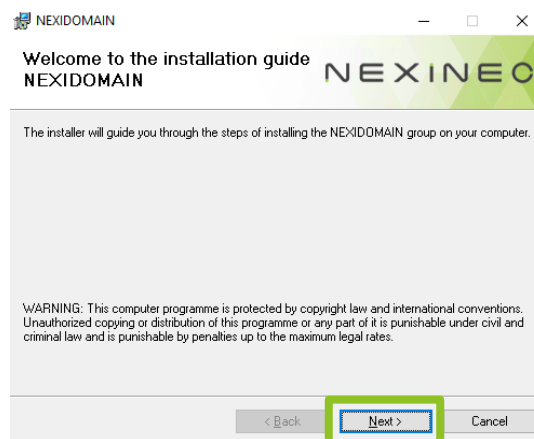 NEXIDOMAIN
Welcome to the installation guide
NEXIDOMAIN
NEXINEO
The installer will guide you through the steps of installing the NEXIDOMAIN group on your computer.
WARNING: This computer programme is protected by copyright law and international conventions.
Unauthorized copying or distribution of this programme or any part of it is punishable under civil and
criminal law and is punishable by penalties up to the maximum legal rates.
< Back
Next >
Cancel